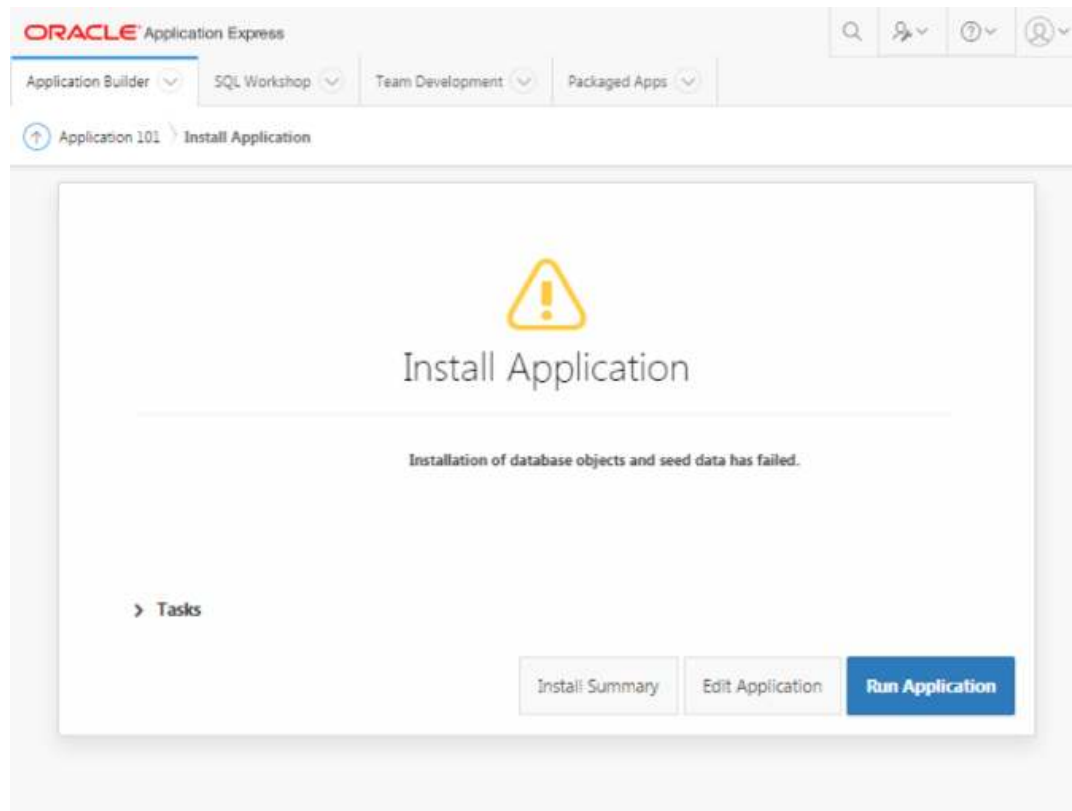 ORACLE Application Express
Application Builder SQL Workshop Team Development Packaged Apps
Application 101 Install Application
Install Application
Installation of database objects and seed data has failed.
Tasks
Install Summary Edit Application Run Application